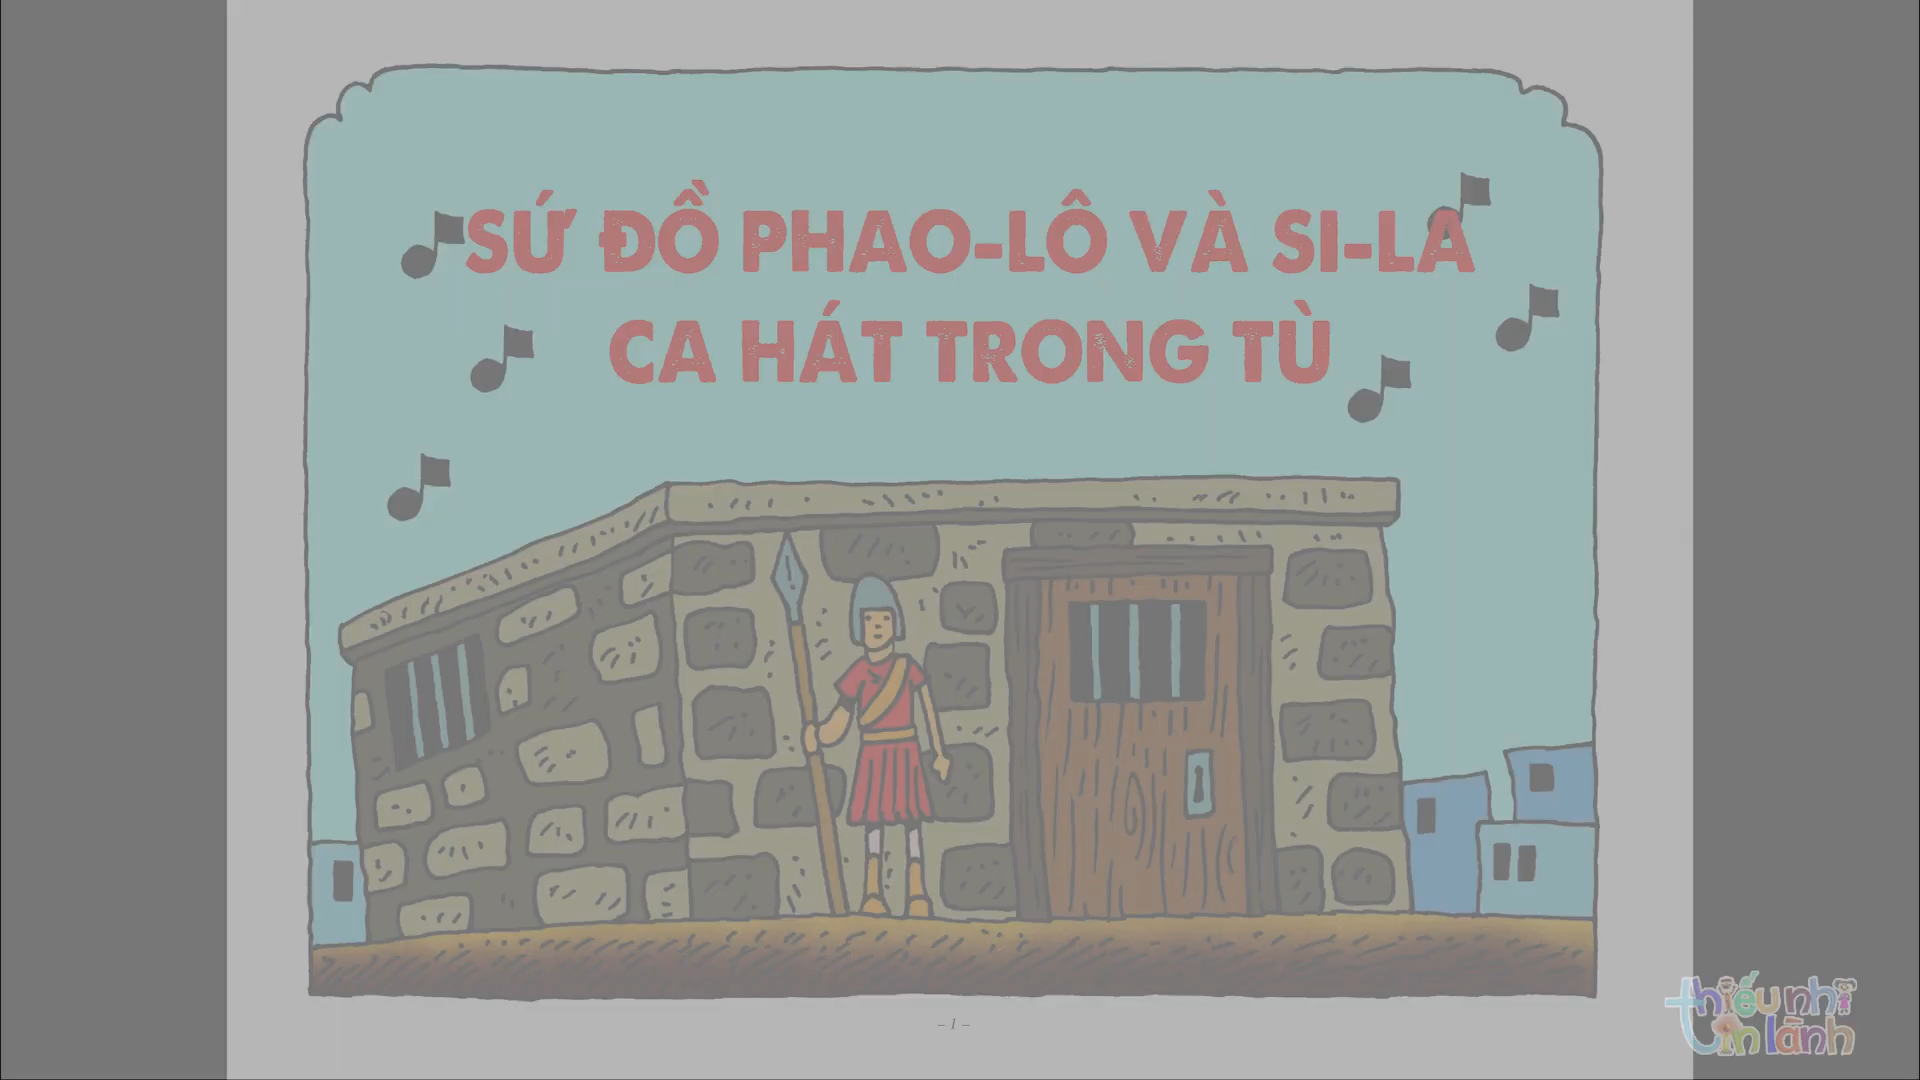 SỨ ĐỒ PHAO-LÔ VÀ SI-LA
CA HÁT TRONG TÙ
– 1 –
thiếu nhi
tin lành